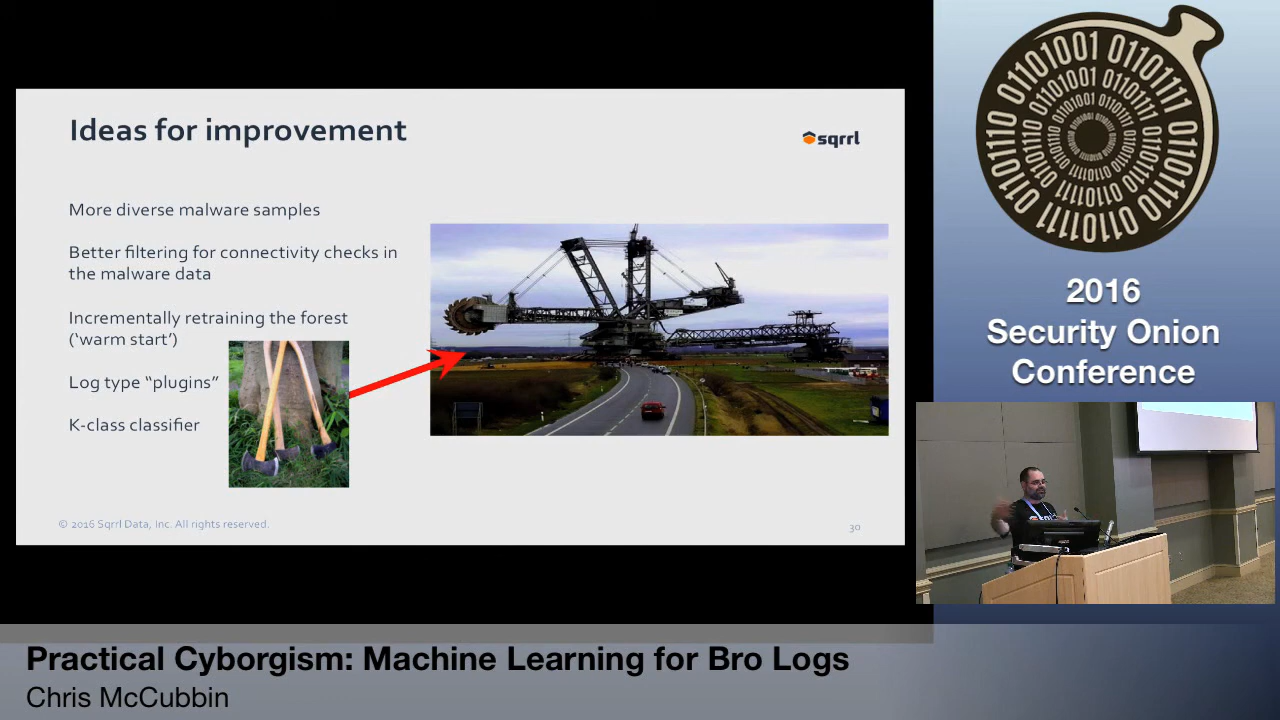 Ideas for improvement
sqrrl
More diverse malware samples
Better filtering for connectivity checks in
the malware data
Incrementally retraining the forest
(‘warm start’)
Log type “plugins”
K-class classifier
© 2016 Sqrrl Data, Inc. All rights reserved.
30
01101001 01101111
0101110
01101110
01101111
2016
Security Onion
Conference
Practical Cyborgism: Machine Learning for Bro Logs
Chris McCubbin